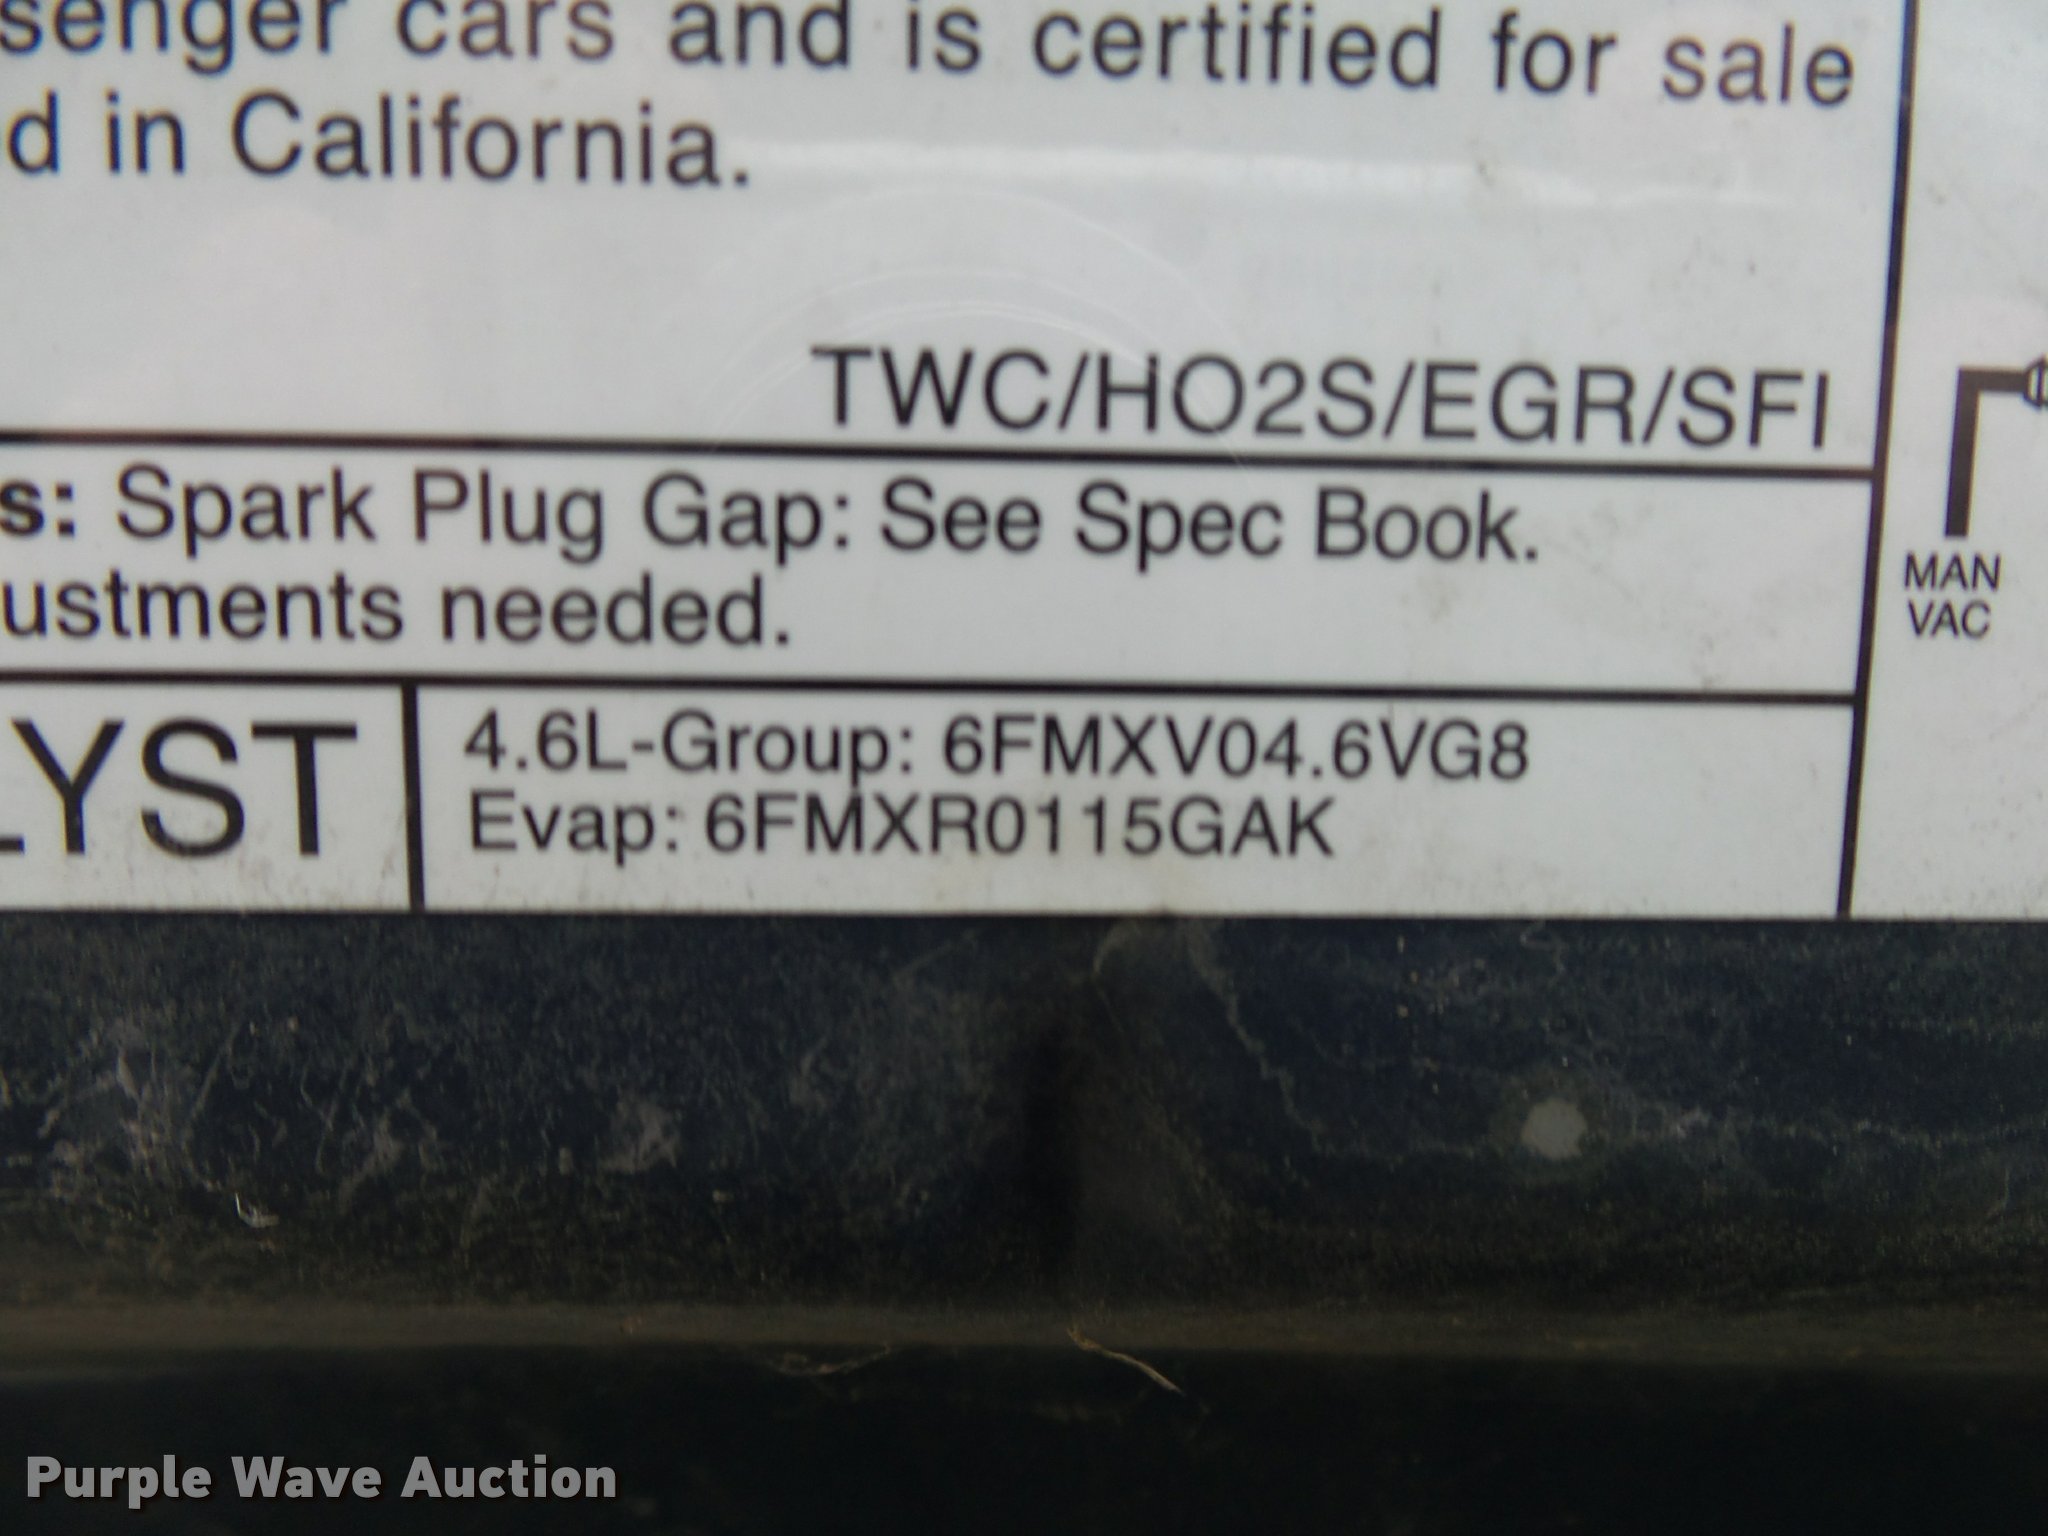 senger cars and is certified for sale
d in California.
TWC/HO2S/EGR/SFI
s: Spark Plug Gap: See Spec Book.
ustments needed.
MAN
VAC
LYST
4.6L-Group: 6FMXV04.6VG8
Evap: 6FMXR0115GAK
Purple Wave Auction